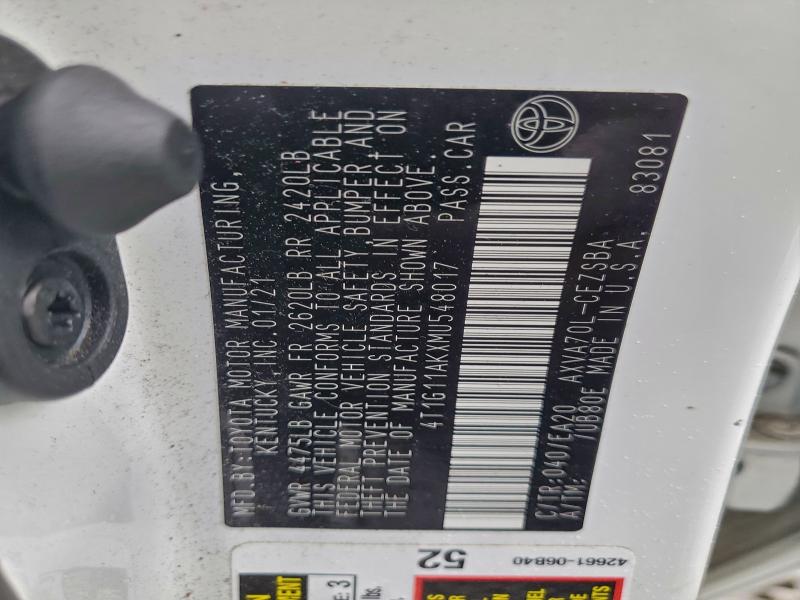 MFD BY:TOYOTA MOTOR MANUFACTURING,
KENTUCKY,INC 01/21
GVWR 4475LB GAWR FR 2620LB RR 2420LB
THIS VEHICLE CONFORMS TO ALL APPLICABLE
FEDERAL MOTOR VEHICLE SAFETY,BUMPER,AND
THEFT PREVENTION STANDARDS IN EFFECT ON
THE DATE OF MANUFACTURE SHOWN ABOVE.
4T1G11AKXMU548017 PASS.CAR
C/TR:040/EA20 AXVA70L-CEZSBA
A/TM: /UB80E MADE IN U.S.A. 83081
52
42661-06840